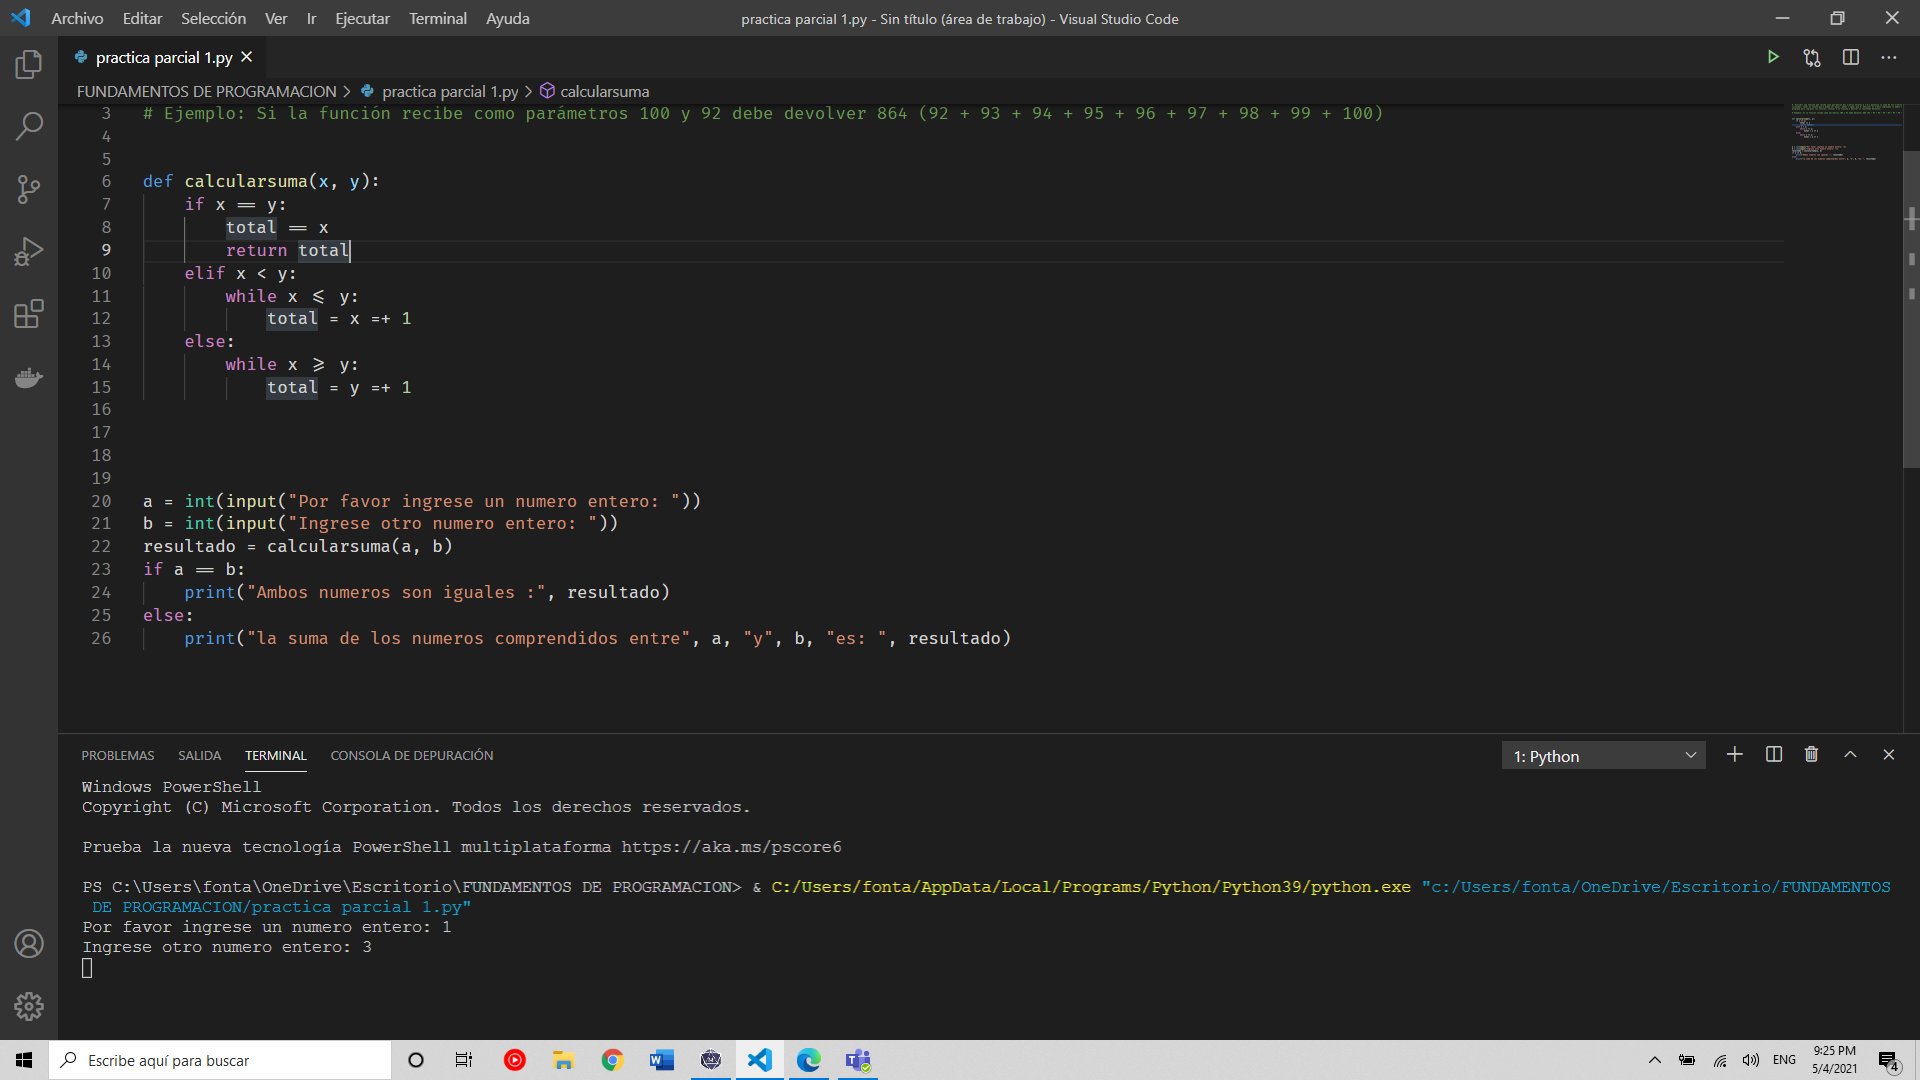 Archivo Editar Selección Ver Ir Ejecutar Terminal Ayuda
practica parcial 1.py - Sin título (área de trabajo) - Visual Studio Code
practica parcial 1.py
FUNDAMENTOS DE PROGRAMACION > practica parcial 1.py > calcularsuma
3 # Ejemplo: Si la función recibe como parámetros 100 y 92 debe devolver 864 (92 + 93 + 94 + 95 + 96 + 97 + 98 + 99 + 100)
4
5
6 def calcularsuma(x, y):
7 if x == y:
8 total == x
9 return total
10 elif x < y:
11 while x <= y:
12 total = x =+ 1
13 else:
14 while x >= y:
15 total = y =+ 1
16
17
18
19
20 a = int(input("Por favor ingrese un numero entero: "))
21 b = int(input("Ingrese otro numero entero: "))
22 resultado = calcularsuma(a, b)
23 if a == b:
24 print("Ambos numeros son iguales :", resultado)
25 else:
26 print("la suma de los numeros comprendidos entre", a, "y", b, "es: ", resultado)
PROBLEMAS SALIDA TERMINAL CONSOLA DE DEPURACIÓN
1: Python
Windows PowerShell
Copyright (C) Microsoft Corporation. Todos los derechos reservados.
Prueba la nueva tecnología PowerShell multiplataforma https://aka.ms/pscore6
PS C:\Users\fonta\OneDrive\Escritorio\FUNDAMENTOS DE PROGRAMACION> & C:/Users/fonta/AppData/Local/Programs/Python/Python39/python.exe "c:/Users/fonta/OneDrive/Escritorio/FUNDAMENTOS
DE PROGRAMACION/practica parcial 1.py"
Por favor ingrese un numero entero: 1
Ingrese otro numero entero: 3
Escribe aquí para buscar
ENG
9:25 PM
5/4/2021
4